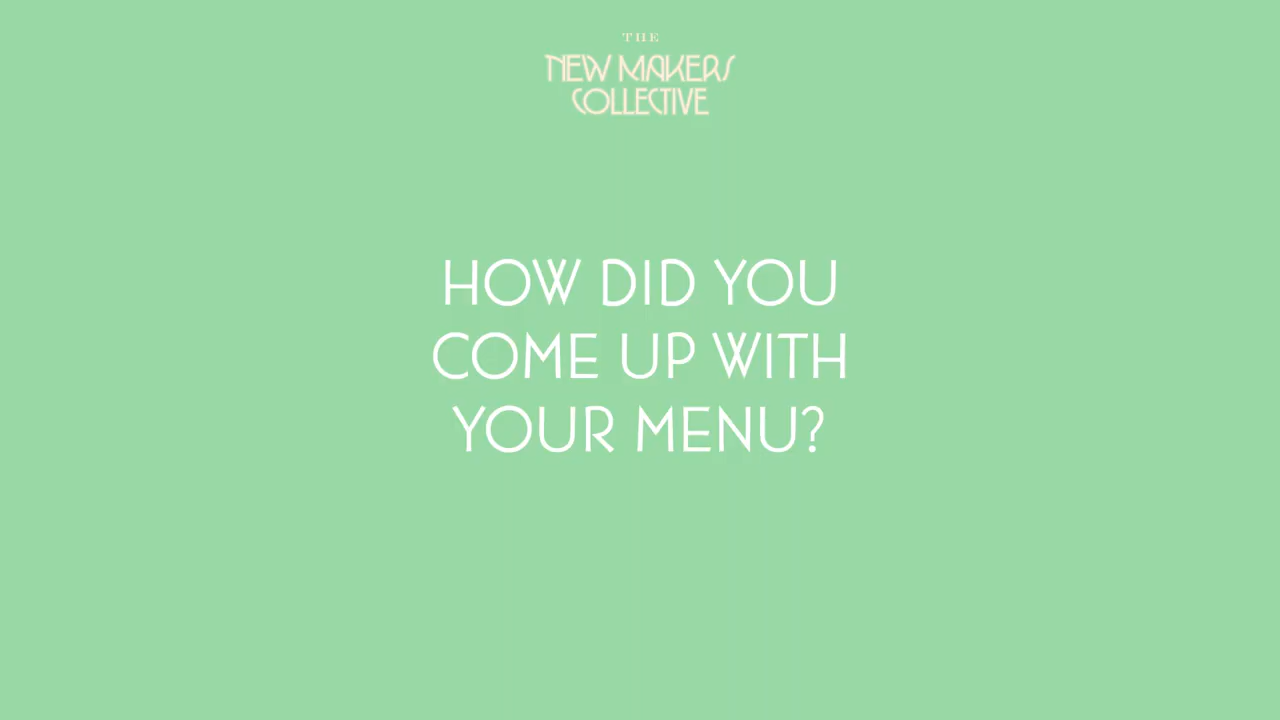 THE
NEW MAKERS
COLLECTIVE
HOW DID YOU
COME UP WITH
YOUR MENU?